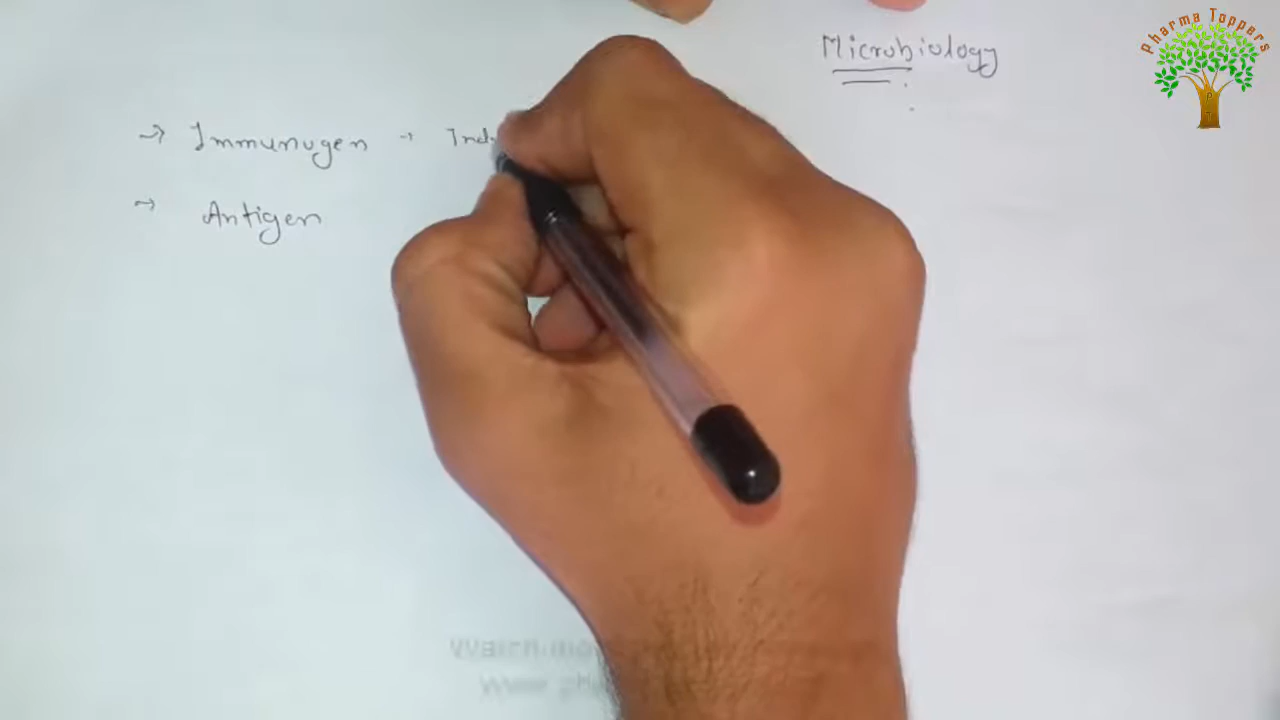 Pharma Toppers
Microbiology
→ Immunogen →
→ Antigen